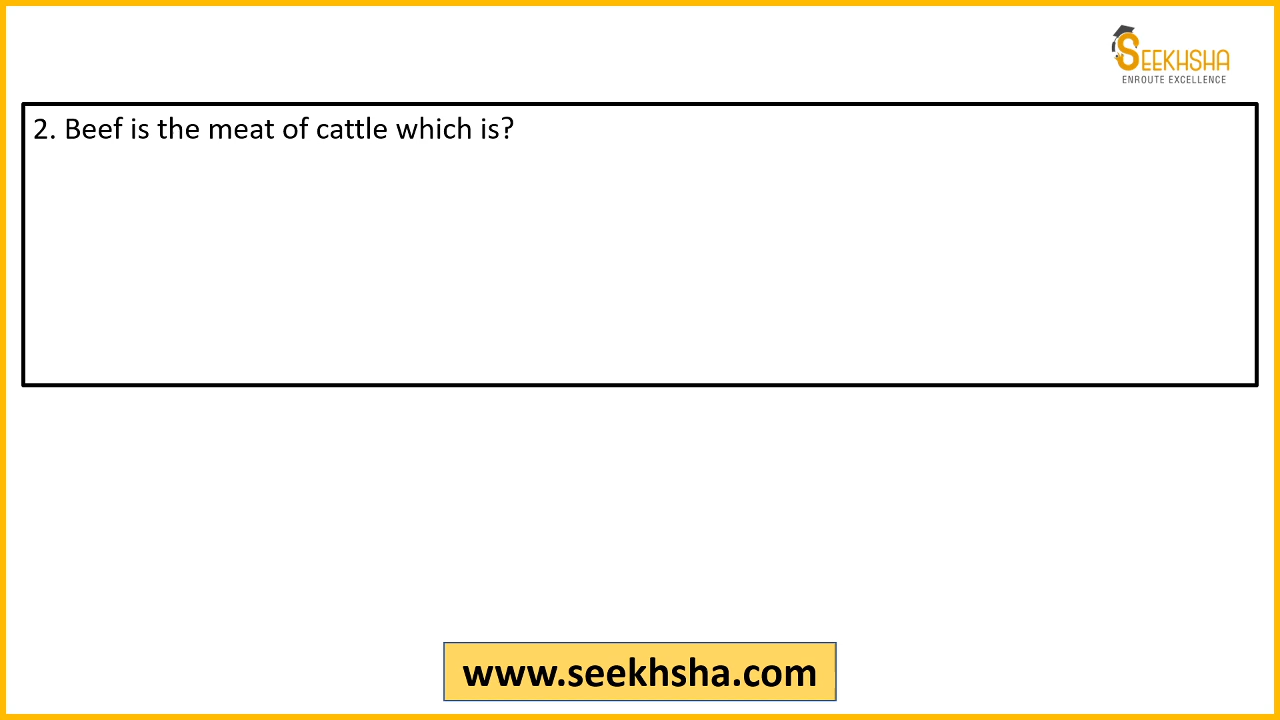 SEEKHSHA
ENROUTE EXCELLENCE
2. Beef is the meat of cattle which is?
www.seekhsha.com